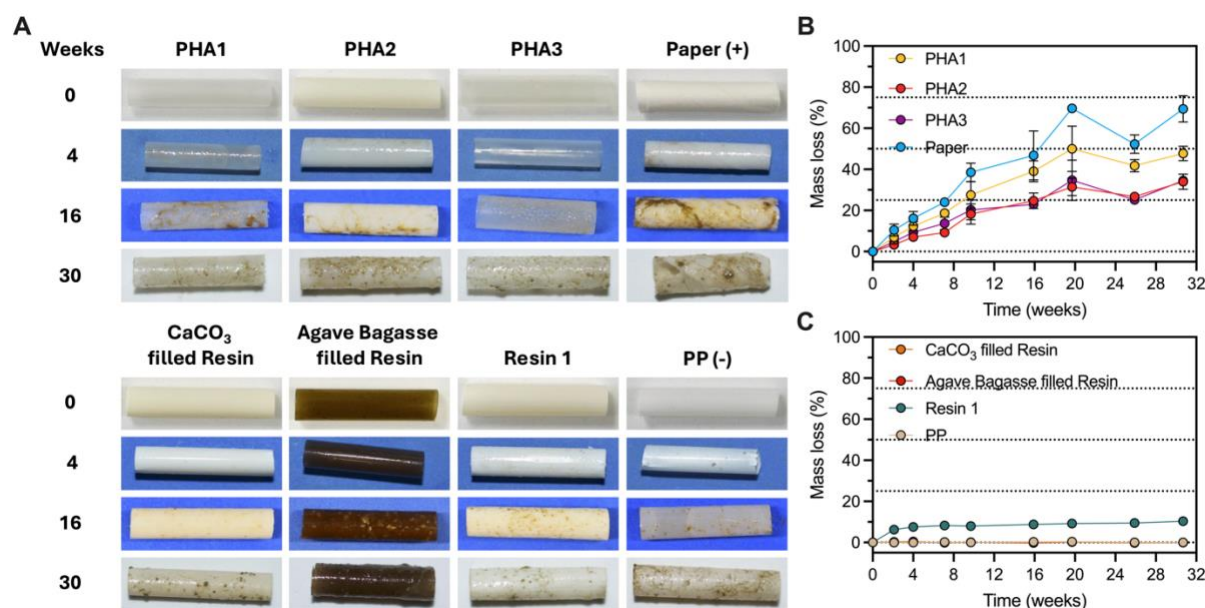 A
Weeks PHA1 PHA2 PHA3 Paper (+)
0
4
16
30
CaCO₃ filled Resin
Agave Bagasse filled Resin
Resin 1
PP (-)
0
4
16
30
B
100
80
60
40
20
0
Mass loss (%)
PHA1
PHA2
PHA3
Paper
0 4 8 12 16 20 24 28 32
Time (weeks)
C
100
80
60
40
20
0
Mass loss (%)
CaCO₃ filled Resin
Agave Bagasse filled Resin
Resin 1
PP
0 4 8 12 16 20 24 28 32
Time (weeks)